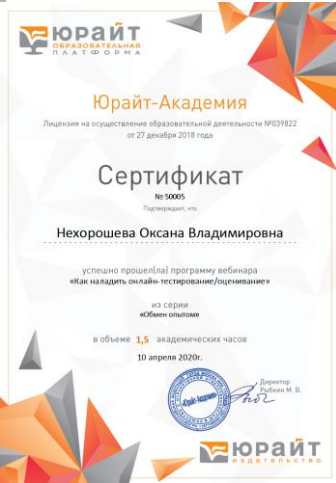 юрайт
ОБРАЗОВАТЕЛЬНАЯ
ПЛАТФОРМА
Юрайт-Академия
Лицензия на осуществление образовательной деятельности №039822
от 27 декабря 2018 года
Сертификат
№ 50005
Подтверждает, что
Нехорошева Оксана Владимировна
успешно прошел(ла) программу вебинара
«Как наладить онлайн-тестирование/оценивание»
из серии
«Обмен опытом»
в объеме 1,5 академических часов
10 апреля 2020г.
Директор
Рыбкин М. В.
«Юрайт-Академия»
юрайт
издательство